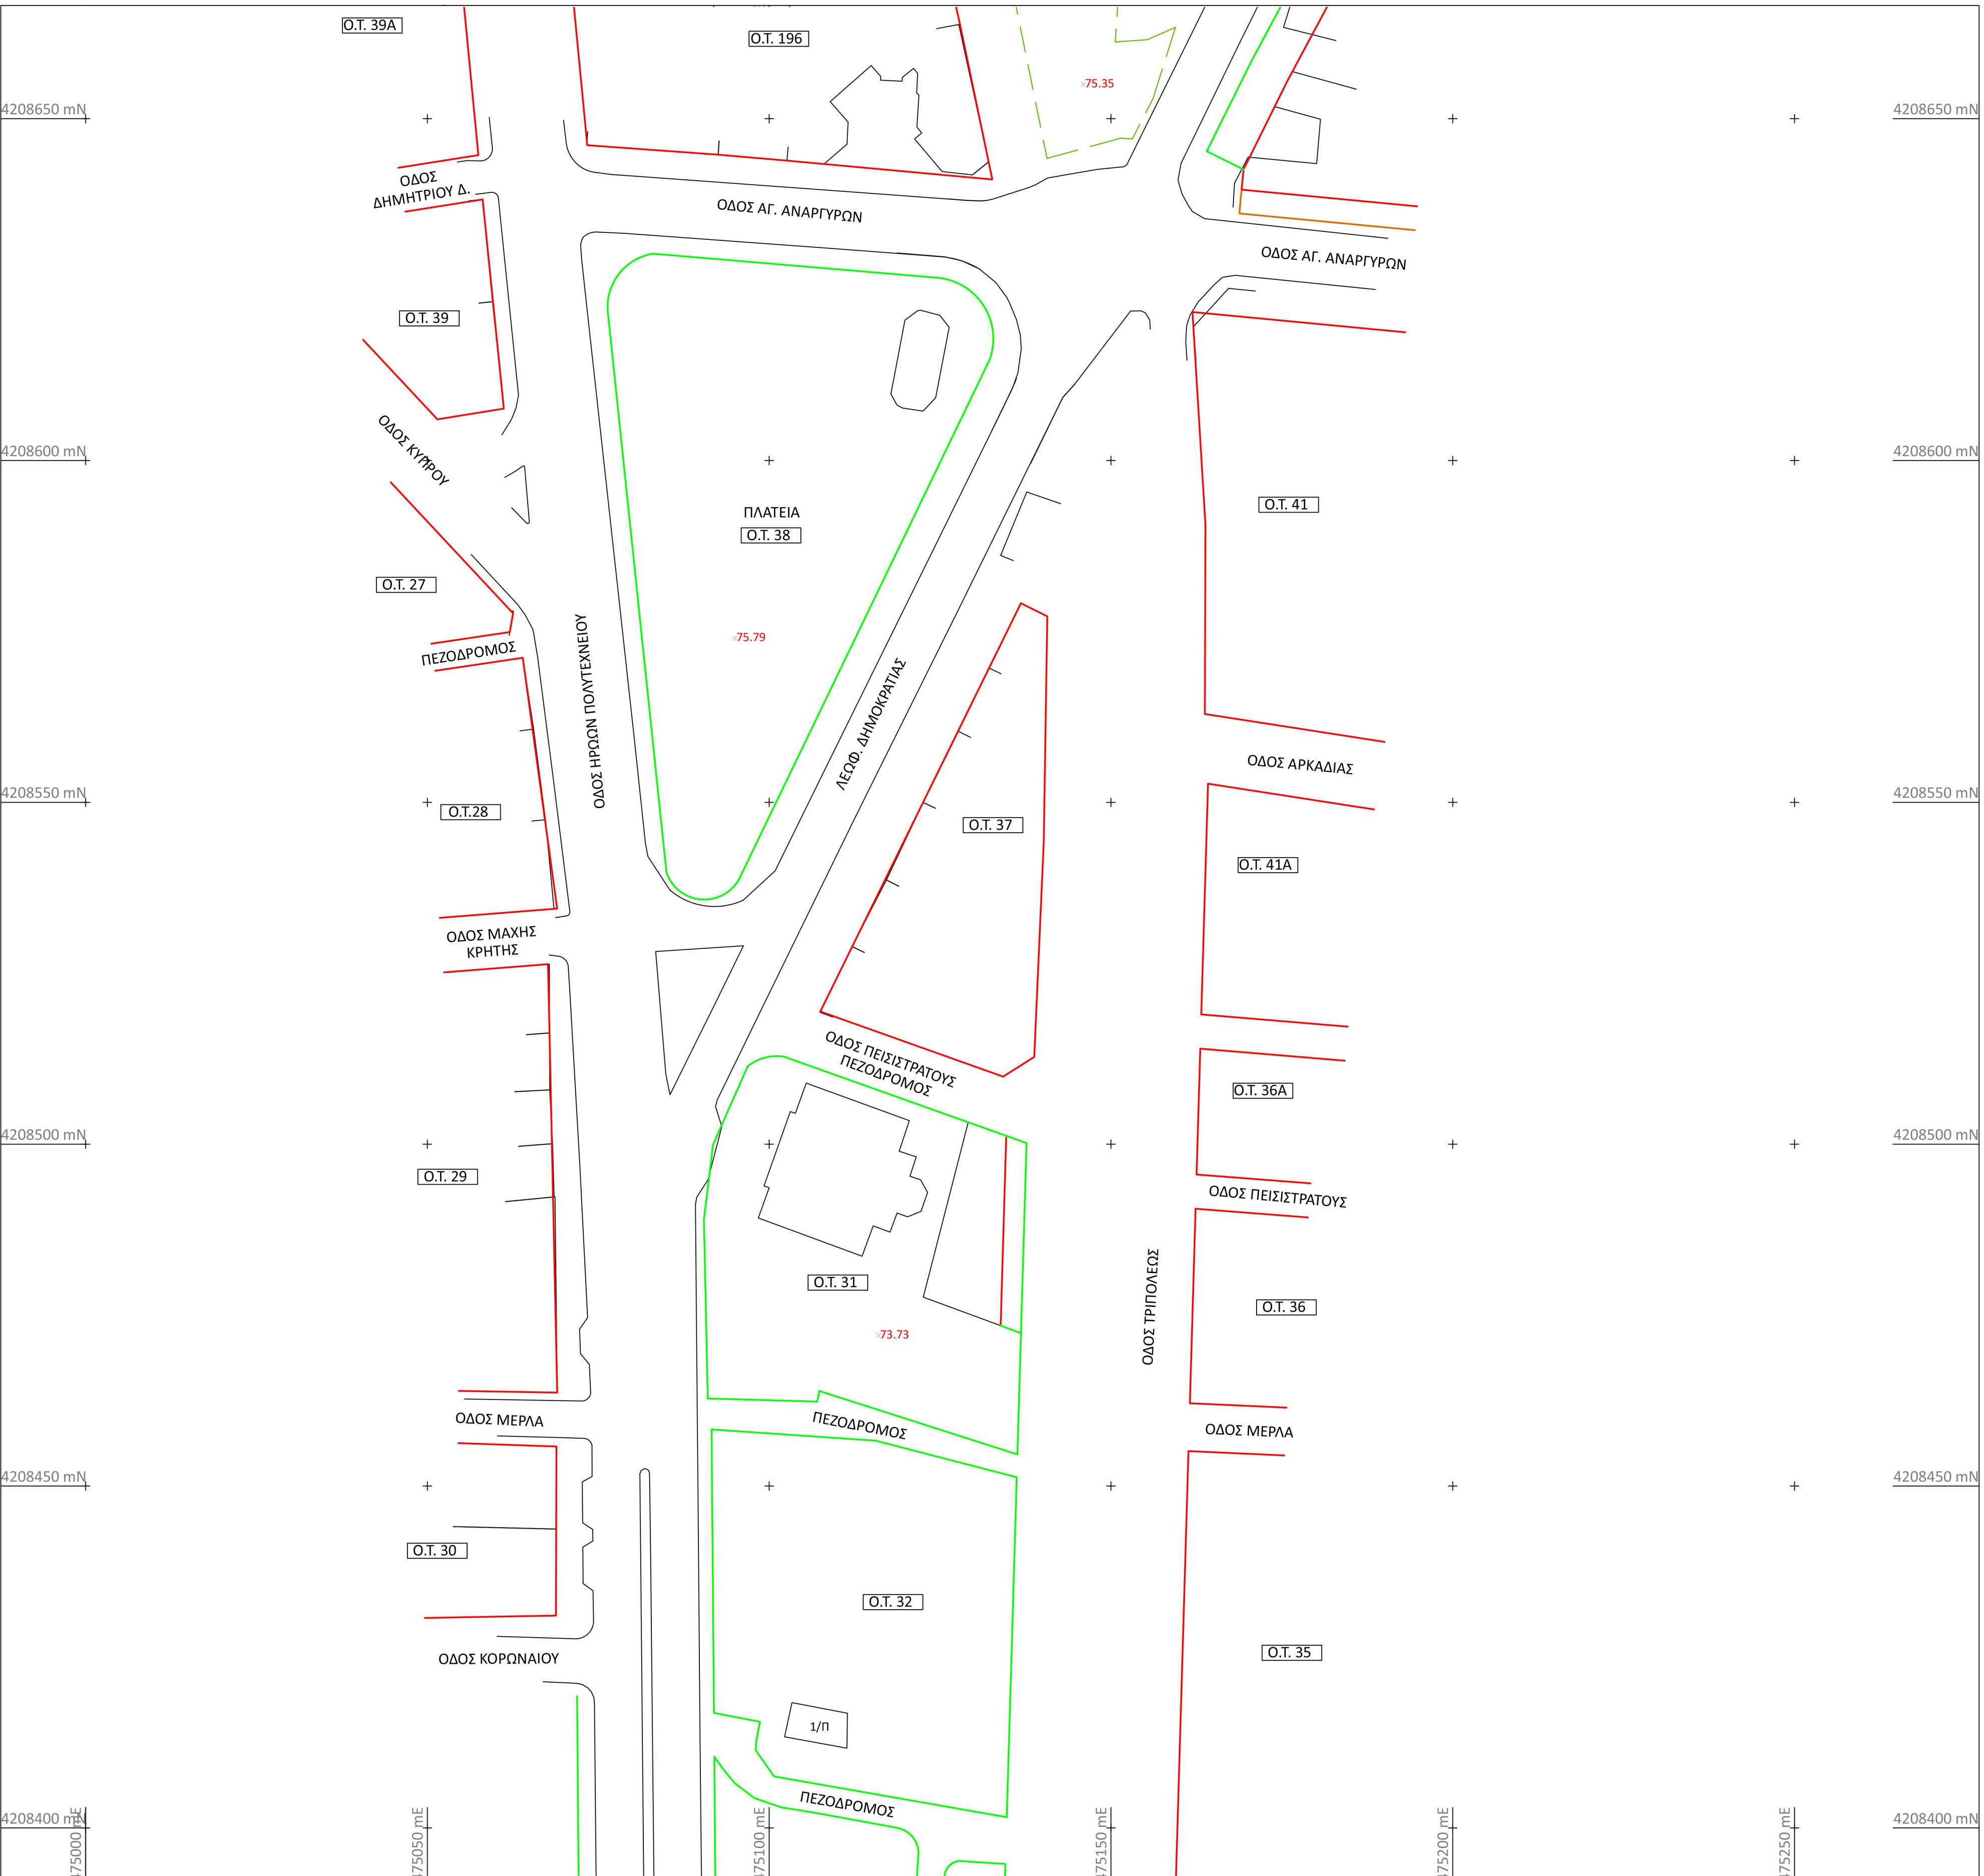 Ο.Τ. 39Α
Ο.Τ. 196
×75.35
4208650 mN
4208650 mN
ΟΔΟΣ
ΔΗΜΗΤΡΙΟΥ Δ.
ΟΔΟΣ ΑΓ. ΑΝΑΡΓΥΡΩΝ
ΟΔΟΣ ΑΓ. ΑΝΑΡΓΥΡΩΝ
Ο.Τ. 39
ΟΔΟΣ ΚΥΠΡΟΥ
4208600 mN
4208600 mN
ΠΛΑΤΕΙΑ
Ο.Τ. 38
Ο.Τ. 41
Ο.Τ. 27
ΠΕΖΟΔΡΟΜΟΣ
×75.79
ΟΔΟΣ ΗΡΩΩΝ ΠΟΛΥΤΕΧΝΕΙΟΥ
ΛΕΩΦ. ΔΗΜΟΚΡΑΤΙΑΣ
ΟΔΟΣ ΑΡΚΑΔΙΑΣ
4208550 mN
4208550 mN
Ο.Τ.28
Ο.Τ. 37
Ο.Τ. 41Α
ΟΔΟΣ ΜΑΧΗΣ
ΚΡΗΤΗΣ
ΟΔΟΣ ΠΕΙΣΙΣΤΡΑΤΟΥΣ
ΠΕΖΟΔΡΟΜΟΣ
Ο.Τ. 36Α
4208500 mN
4208500 mN
Ο.Τ. 29
ΟΔΟΣ ΠΕΙΣΙΣΤΡΑΤΟΥΣ
Ο.Τ. 31
Ο.Τ. 36
ΟΔΟΣ ΤΡΙΠΟΛΕΩΣ
×73.73
ΟΔΟΣ ΜΕΡΛΑ
ΠΕΖΟΔΡΟΜΟΣ
ΟΔΟΣ ΜΕΡΛΑ
4208450 mN
4208450 mN
Ο.Τ. 30
Ο.Τ. 32
Ο.Τ. 35
ΟΔΟΣ ΚΟΡΩΝΑΙΟΥ
1/Π
ΠΕΖΟΔΡΟΜΟΣ
4208400 mN
4208400 mN
475000 mE
475050 mE
475100 mE
475150 mE
475200 mE
475250 mE